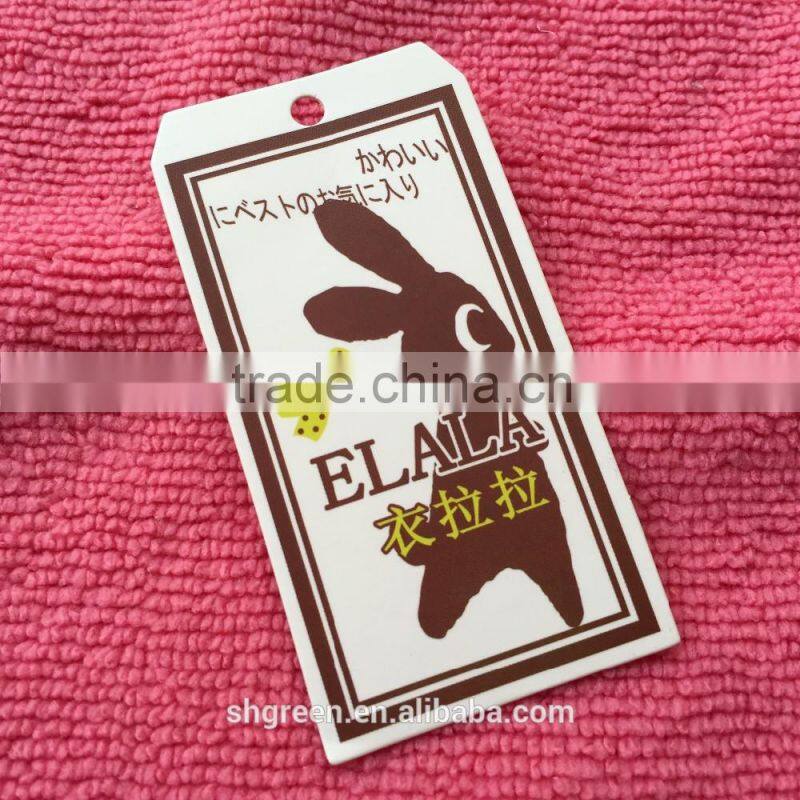 かわいい
にベストのお気に入り
trade.china.cn
ELALA
衣拉拉
shgreen.en.alibaba.com